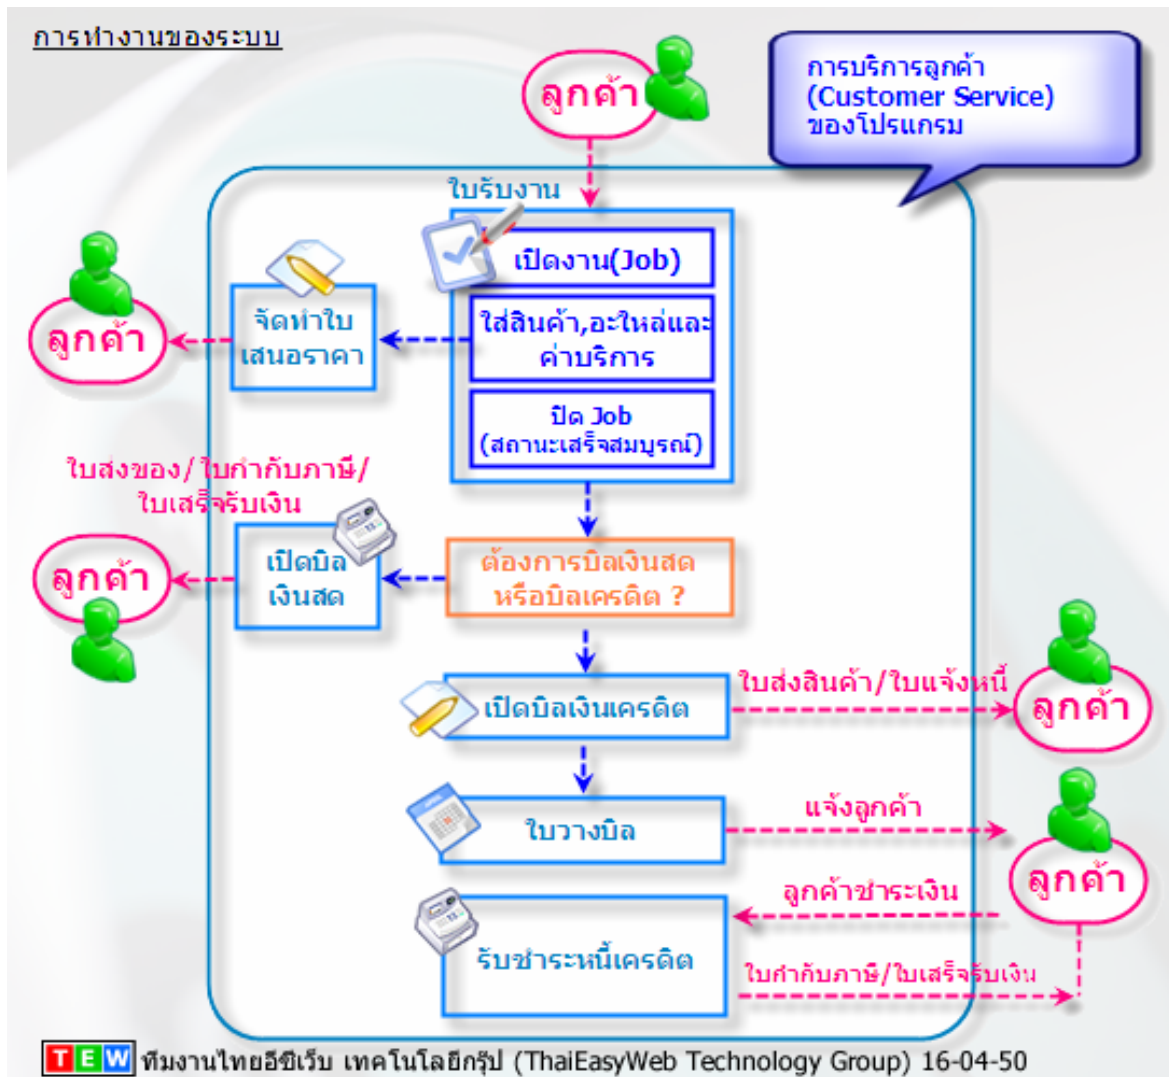 การทำงานของระบบ
ลูกค้า
การบริการลูกค้า
(Customer Service)
ของโปรแกรม
ใบรับงาน
เปิดงาน(Job)
ใส่สินค้า,อะใหล่และ
ค่าบริการ
ปิด Job
(สถานะเสร็จสมบูรณ์)
จัดทำใบ
เสนอราคา
ลูกค้า
ใบส่งของ/ใบกำกับภาษี/
ใบเสร็จรับเงิน
ต้องการบิลเงินสด
หรือบิลเครดิต ?
เปิดบิล
เงินสด
ลูกค้า
เปิดบิลเงินเครดิต
ใบส่งสินค้า/ใบแจ้งหนี้
ลูกค้า
ใบวางบิล
แจ้งลูกค้า
ลูกค้า
ลูกค้าชำระเงิน
รับชำระหนี้เครดิต
ใบกำกับภาษี/ใบเสร็จรับเงิน
TEW ทีมงานไทยอีซีเว็บ เทคโนโลยีกรุ๊ป (ThaiEasyWeb Technology Group) 16-04-50